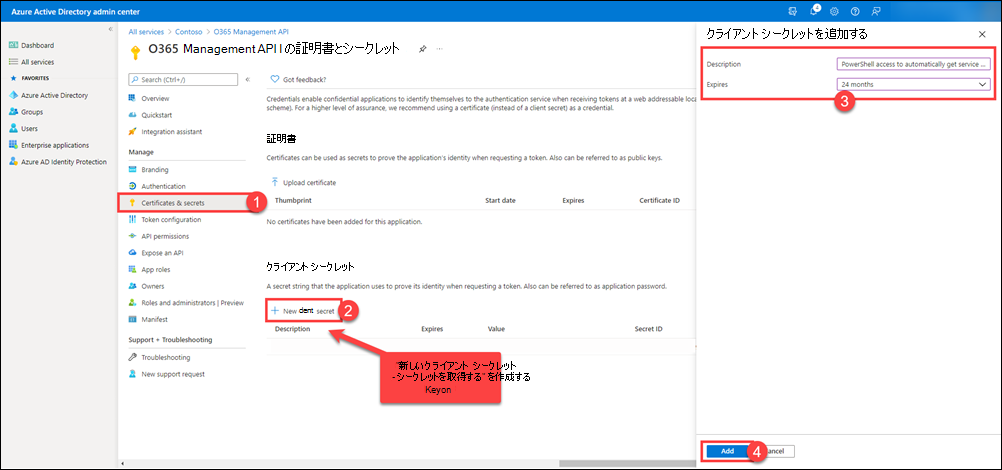 Azure Active Directory admin center
4
Dashboard
All services
FAVORITES
Azure Active Directory
Groups
Users
Enterprise applications
Azure AD Identity Protection
All services > Contoso > O365 Management API
O365 Management API Iの証明書とシークレット
Search (Ctrl+/)
Overview
Quickstart
Integration assistant
Manage
Branding
Authentication
Certificates & secrets
1
Token configuration
API permissions
Expose an API
App roles
Owners
Roles and administrators | Preview
Manifest
Support + Troubleshooting
Troubleshooting
New support request
Got feedback?
Credentials enable confidential applications to identify themselves to the authentication service when receiving tokens at a web addressable loca
scheme). For a higher level of assurance, we recommend using a certificate (instead of a client secret) as a credential.
証明書
Certificates can be used as secrets to prove the application's identity when requesting a token. Also can be referred to as public keys.
Upload certificate
Thumbprint Start date Expires Certificate ID
No certificates have been added for this application.
クライアント シークレット
A secret string that the application uses to prove its identity when requesting a token. Also can be referred to as application password.
New dent secret
2
Description Expires Value Secret ID
"新しいクライアント シークレット
-シークレットを取得する" を作成する
Keyon
クライアント シークレットを追加する
Description PowerShell access to automatically get service ...
Expires 24 months
3
Add
4
ancel